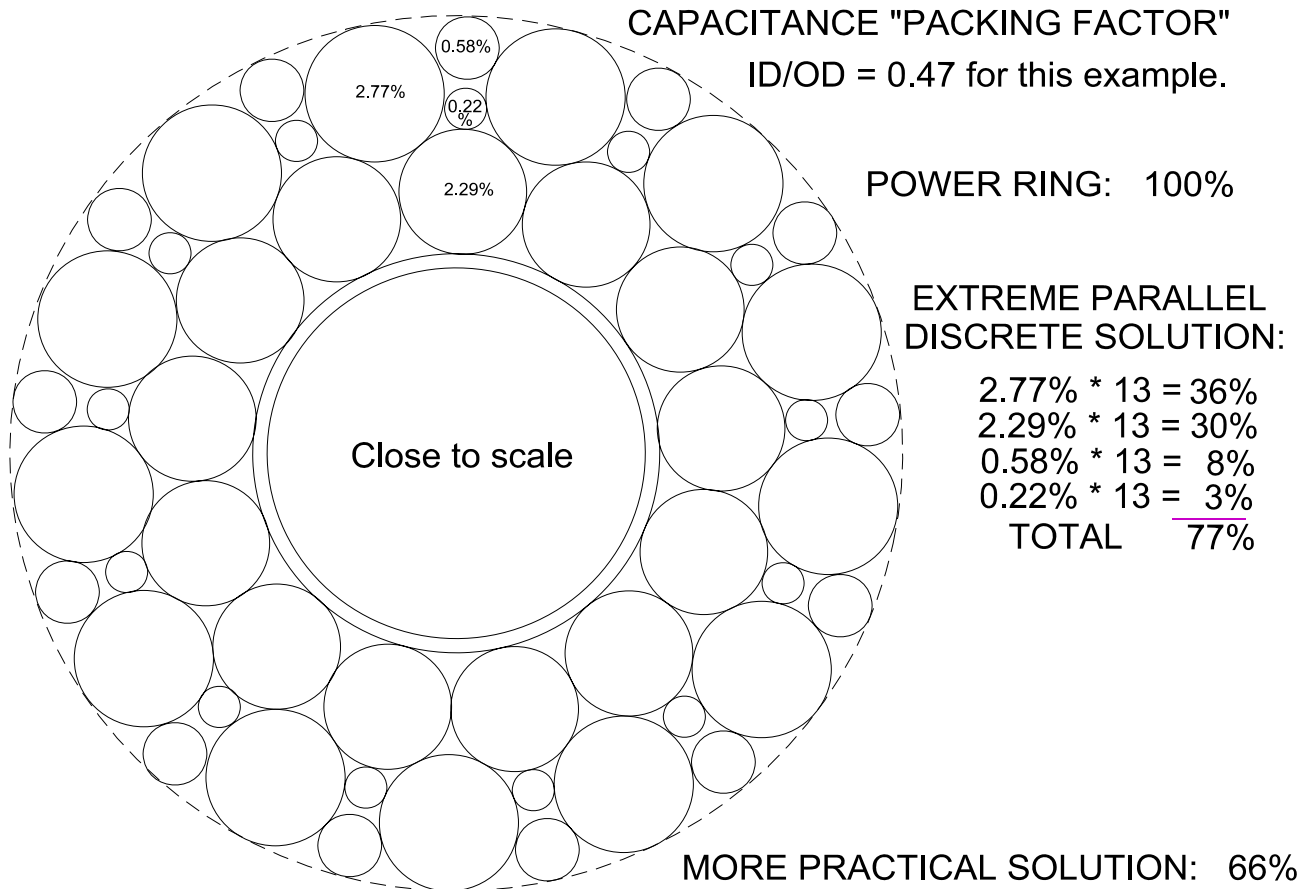 CAPACITANCE "PACKING FACTOR"
ID/OD = 0.47 for this example.
0.58%
2.77%
0.22
%
2.29%
POWER RING: 100%
EXTREME PARALLEL
DISCRETE SOLUTION:
2.77% * 13 = 36%
2.29% * 13 = 30%
0.58% * 13 = 8%
0.22% * 13 = 3%
TOTAL 77%
Close to scale
MORE PRACTICAL SOLUTION: 66%